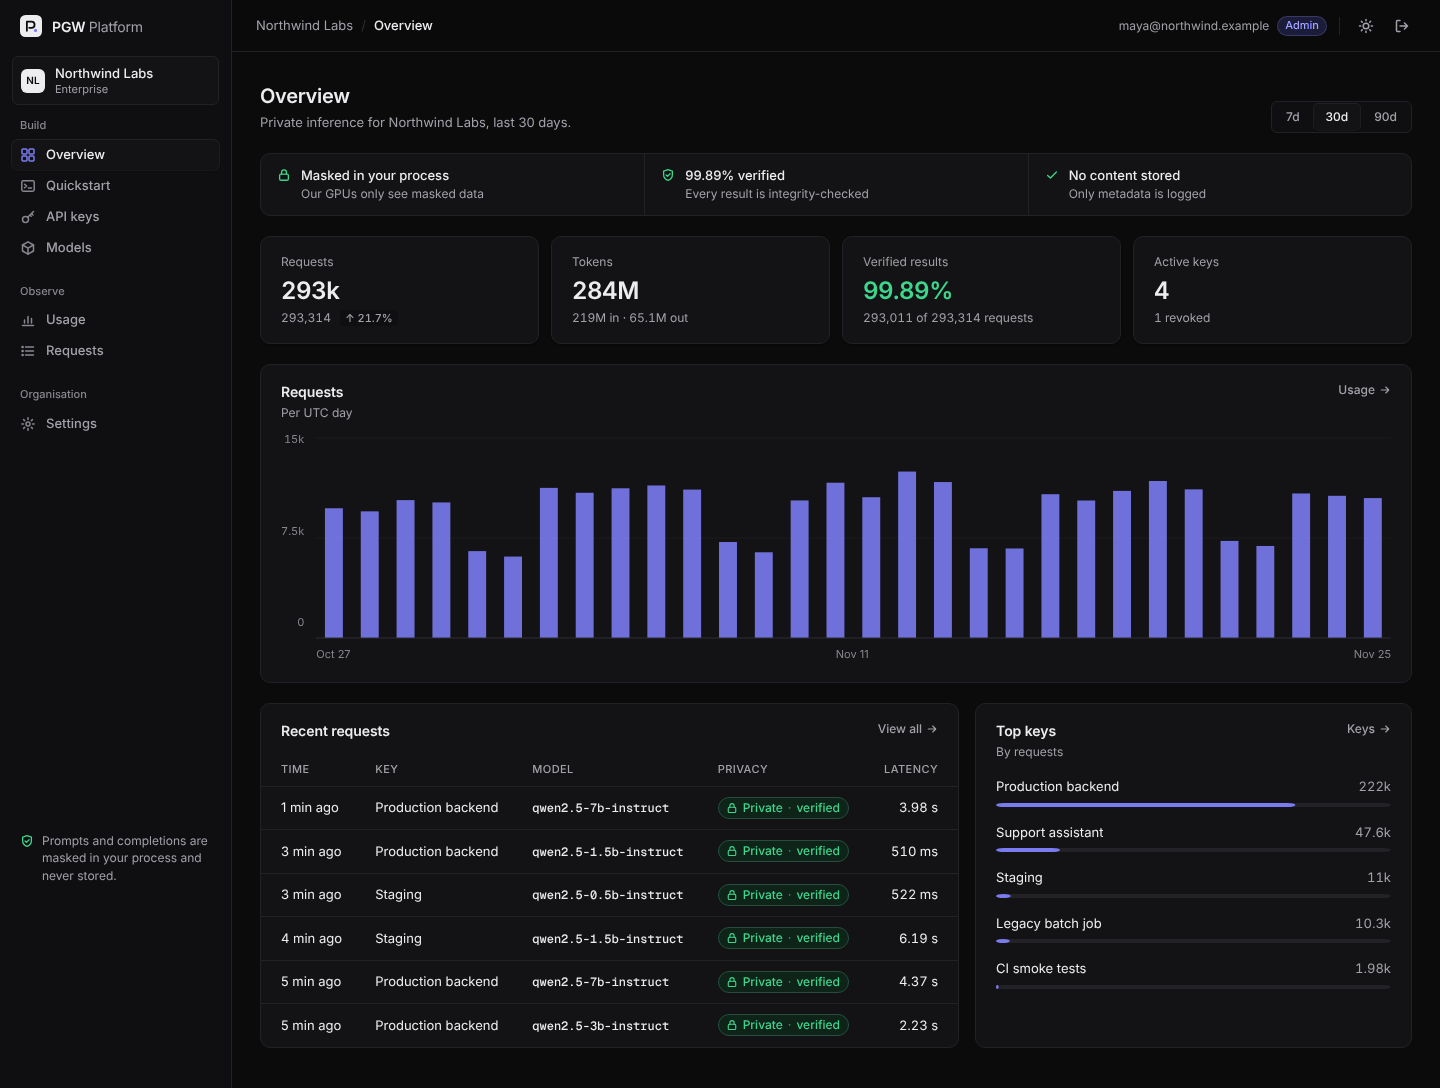 PGW Platform
NL
Northwind Labs
Enterprise
Build
Overview
Quickstart
API keys
Models
Observe
Usage
Requests
Organisation
Settings
Prompts and completions are
masked in your process and
never stored.
Northwind Labs / Overview
maya@northwind.example Admin
Overview
Private inference for Northwind Labs, last 30 days.
7d 30d 90d
Masked in your process
Our GPUs only see masked data
99.89% verified
Every result is integrity-checked
No content stored
Only metadata is logged
Requests
293k
293,314 ↑ 21.7%
Tokens
284M
219M in · 65.1M out
Verified results
99.89%
293,011 of 293,314 requests
Active keys
4
1 revoked
Requests
Usage →
Per UTC day
15k
7.5k
0
Oct 27 Nov 11 Nov 25
Recent requests
View all →
TIME KEY MODEL PRIVACY LATENCY
1 min ago Production backend qwen2.5-7b-instruct Private · verified 3.98 s
3 min ago Production backend qwen2.5-1.5b-instruct Private · verified 510 ms
3 min ago Staging qwen2.5-0.5b-instruct Private · verified 522 ms
4 min ago Staging qwen2.5-1.5b-instruct Private · verified 6.19 s
5 min ago Production backend qwen2.5-7b-instruct Private · verified 4.37 s
5 min ago Production backend qwen2.5-3b-instruct Private · verified 2.23 s
Top keys
Keys →
By requests
Production backend 222k
Support assistant 47.6k
Staging 11k
Legacy batch job 10.3k
CI smoke tests 1.98k